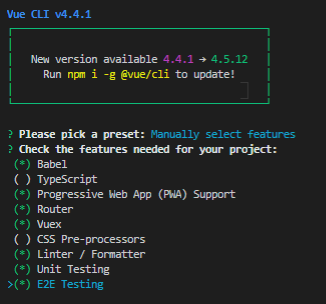 Vue CLI v4.4.1
New version available 4.4.1 → 4.5.12
Run npm i -g @vue/cli to update!
? Please pick a preset: Manually select features
? Check the features needed for your project:
(*) Babel
( ) TypeScript
(*) Progressive Web App (PWA) Support
(*) Router
(*) Vuex
( ) CSS Pre-processors
(*) Linter / Formatter
(*) Unit Testing
>(*) E2E Testing